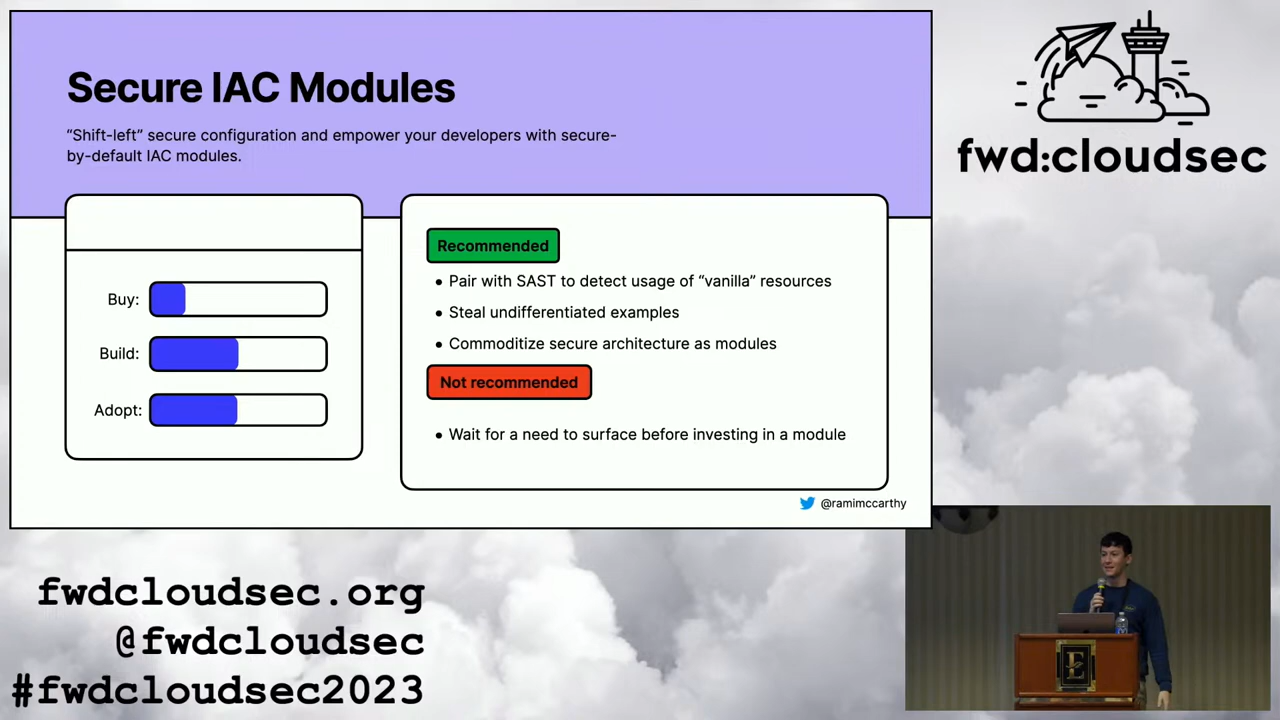 Secure IAC Modules
“Shift-left” secure configuration and empower your developers with secure-
by-default IAC modules.
Buy:
Build:
Adopt:
Recommended
• Pair with SAST to detect usage of “vanilla” resources
• Steal undifferentiated examples
• Commoditize secure architecture as modules
Not recommended
• Wait for a need to surface before investing in a module
@ramimccarthy
fwd:cloudsec
fwdcloudsec.org
@fwdcloudsec
#fwdcloudsec2023
E